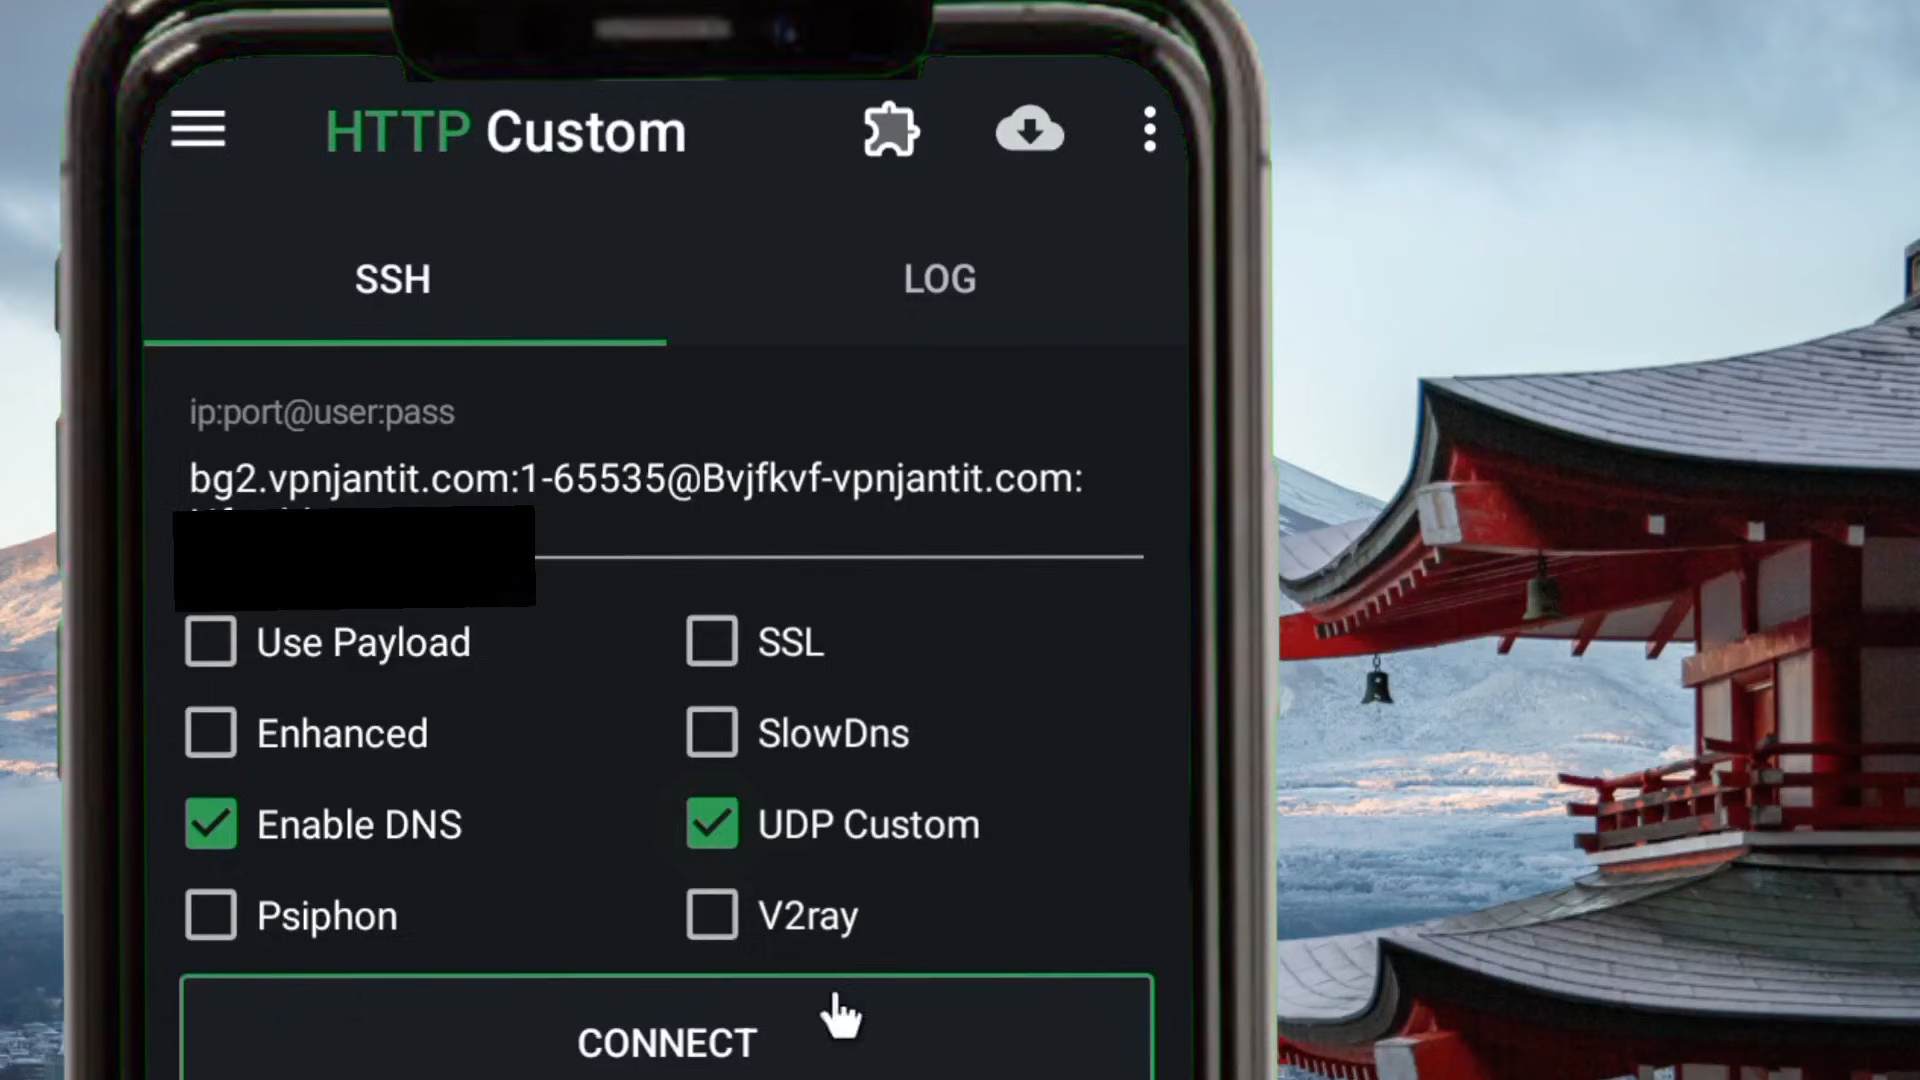 HTTP Custom
SSH
LOG
ip:port@user:pass
bg2.vpnjantit.com:1-65535@Bvjfkvf-vpnjantit.com:
Use Payload
SSL
Enhanced
SlowDns
Enable DNS
UDP Custom
Psiphon
V2ray
CONNECT